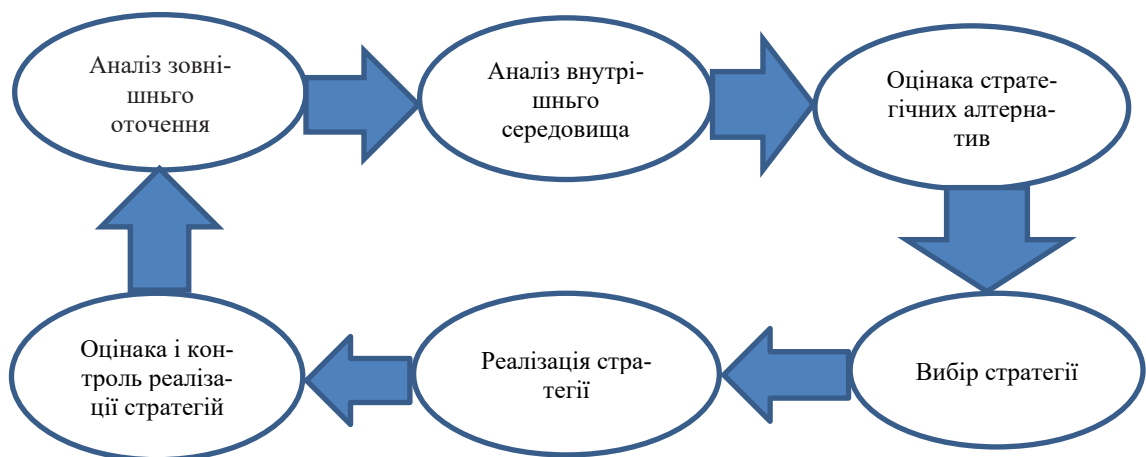 Аналіз зовні-
шнього
оточення
Аналіз внутрі-
шнього
середовища
Оцінака страте-
гічних алтерна-
тив
Оцінака і кон-
троль реаліза-
ції стратегій
Реалізація стра-
тегії
Вибір стратегії